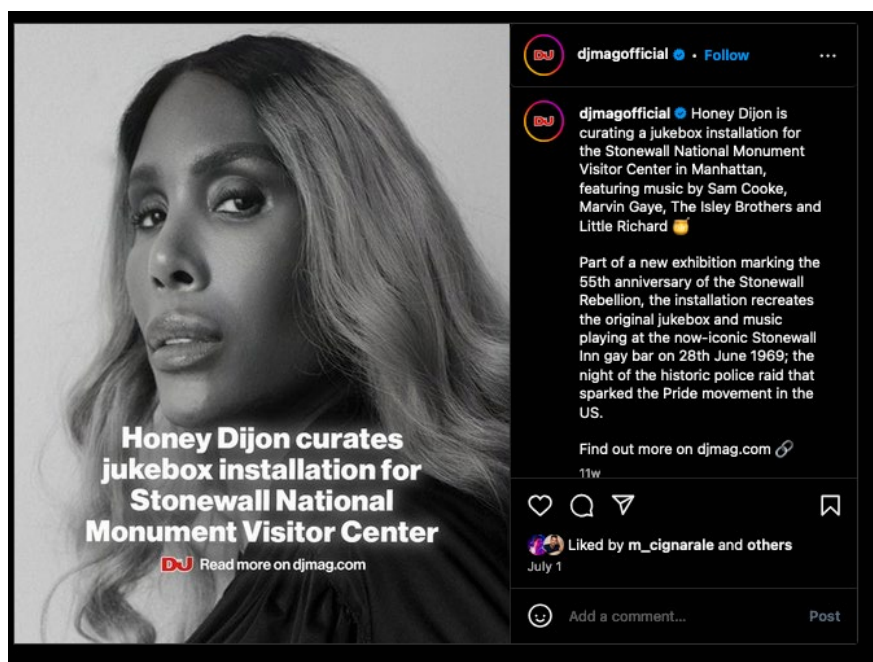 Honey Dijon curates
jukebox installation for
Stonewall National
Monument Visitor Center
DJ Read more on djmag.com
DJ djmagofficial • Follow
DJ djmagofficial Honey Dijon is
curating a jukebox installation for
the Stonewall National Monument
Visitor Center in Manhattan,
featuring music by Sam Cooke,
Marvin Gaye, The Isley Brothers and
Little Richard 🍯
Part of a new exhibition marking the
55th anniversary of the Stonewall
Rebellion, the installation recreates
the original jukebox and music
playing at the now-iconic Stonewall
Inn gay bar on 28th June 1969; the
night of the historic police raid that
sparked the Pride movement in the
US.
Find out more on djmag.com 🔗
11w
Liked by m_cignarale and others
July 1
Add a comment... Post